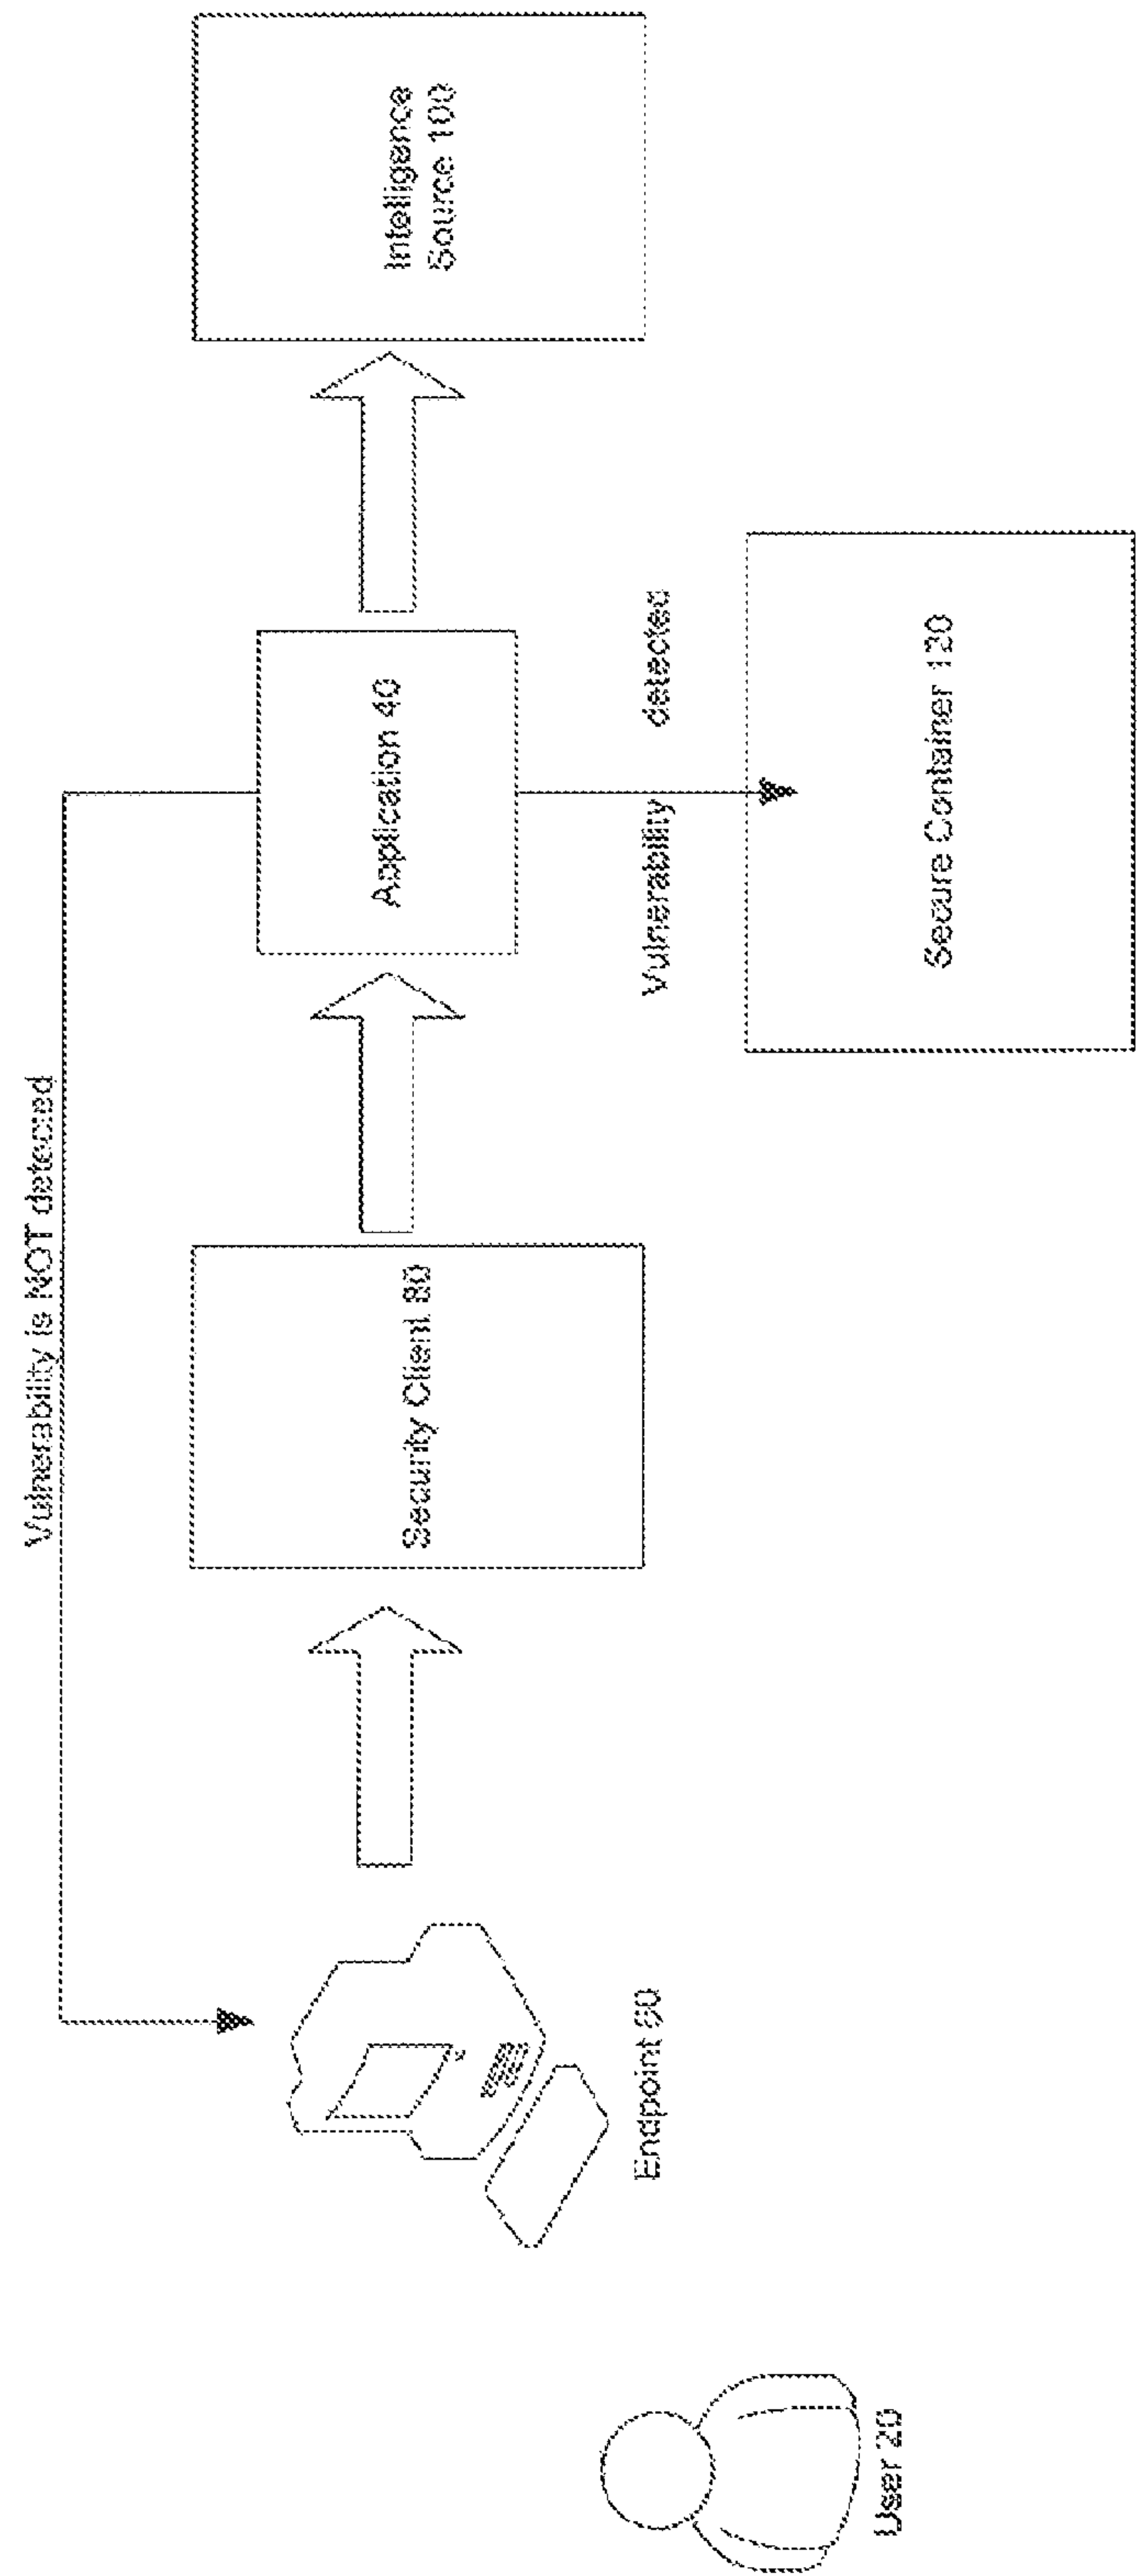 Vulnerability is NOT detected
Intelligence
Source 100
Application 40
Security Client 80
Vulnerability detected
Secure Container 120
Endpoint 60
User 20